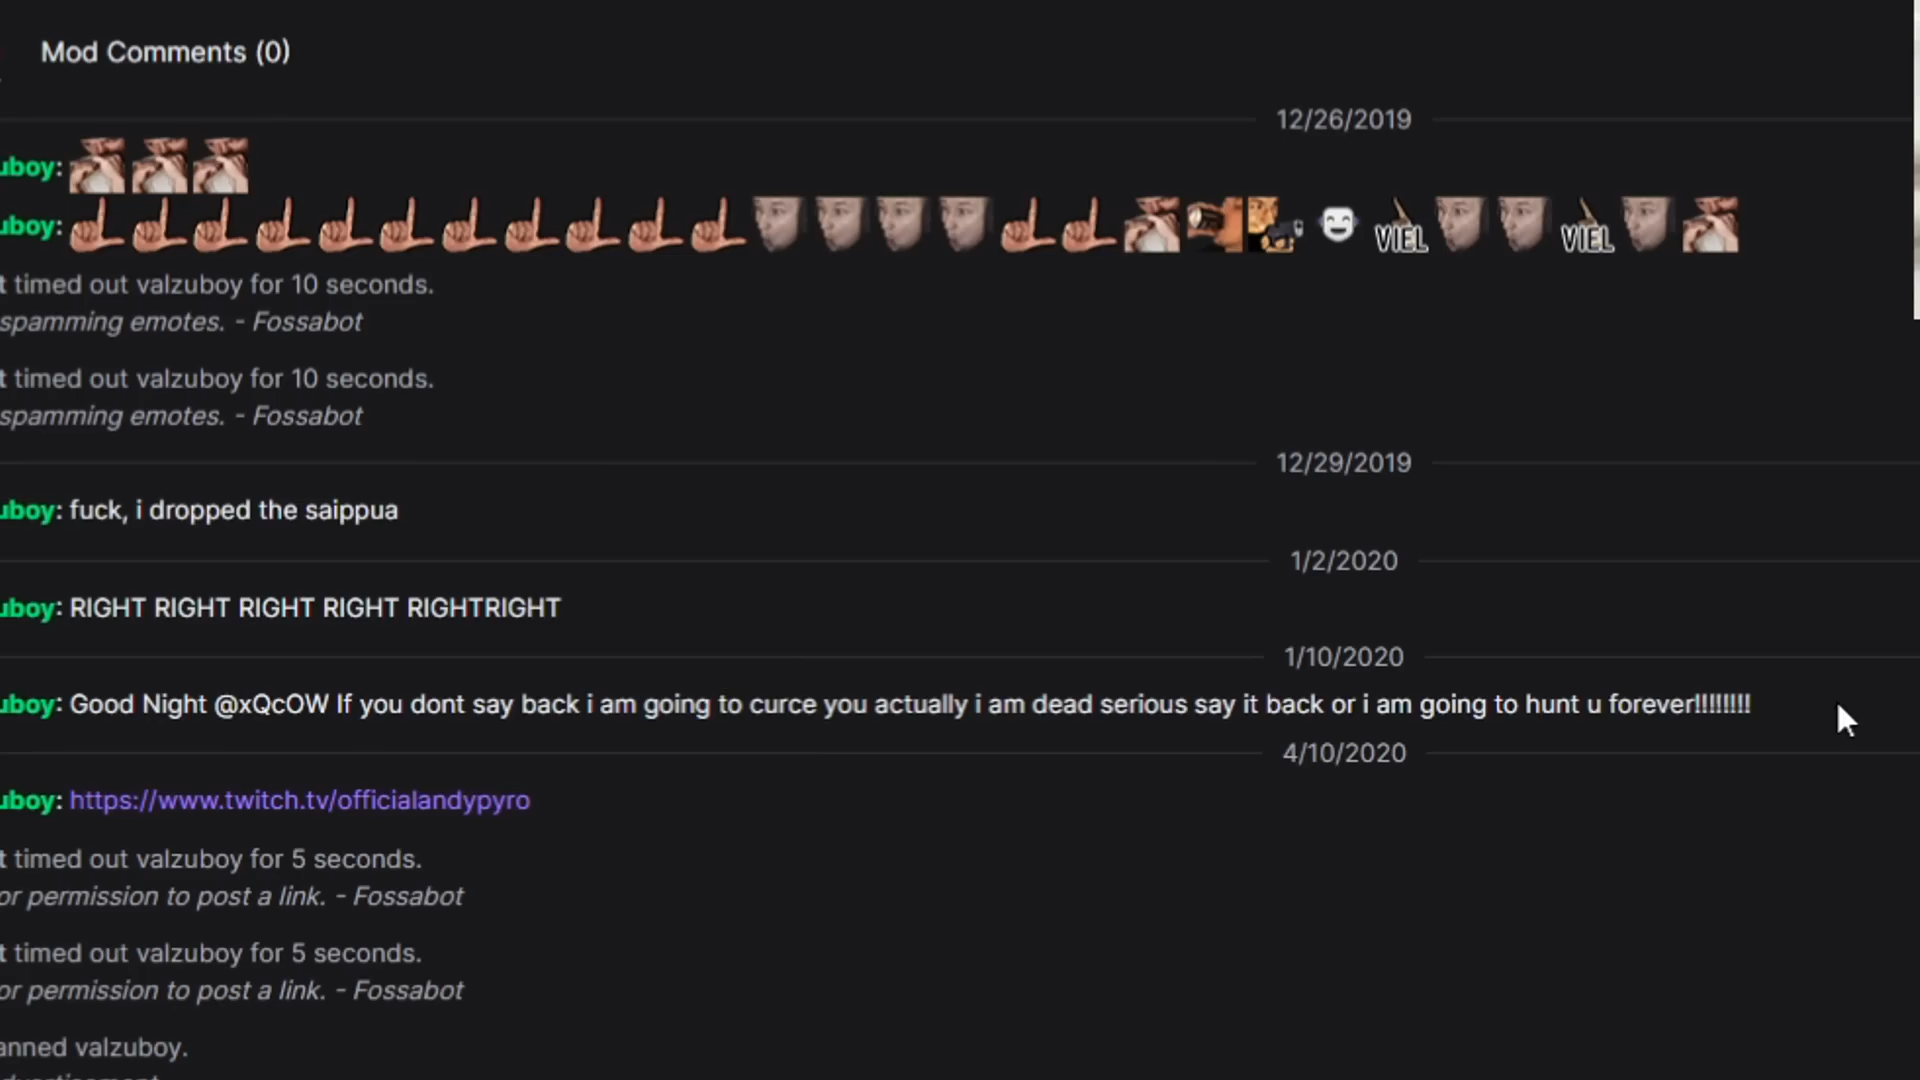 Mod Comments (0)
12/26/2019
uboy:
uboy: VIEL VIEL
t timed out valzuboy for 10 seconds.
spamming emotes. - Fossabot
t timed out valzuboy for 10 seconds.
spamming emotes. - Fossabot
12/29/2019
uboy: fuck, i dropped the saippua
1/2/2020
uboy: RIGHT RIGHT RIGHT RIGHT RIGHTRIGHT
1/10/2020
uboy: Good Night @xQcOW If you dont say back i am going to curce you actually i am dead serious say it back or i am going to hunt u forever!!!!!!!!
4/10/2020
uboy: https://www.twitch.tv/officialandypyro
t timed out valzuboy for 5 seconds.
or permission to post a link. - Fossabot
t timed out valzuboy for 5 seconds.
or permission to post a link. - Fossabot
anned valzuboy.